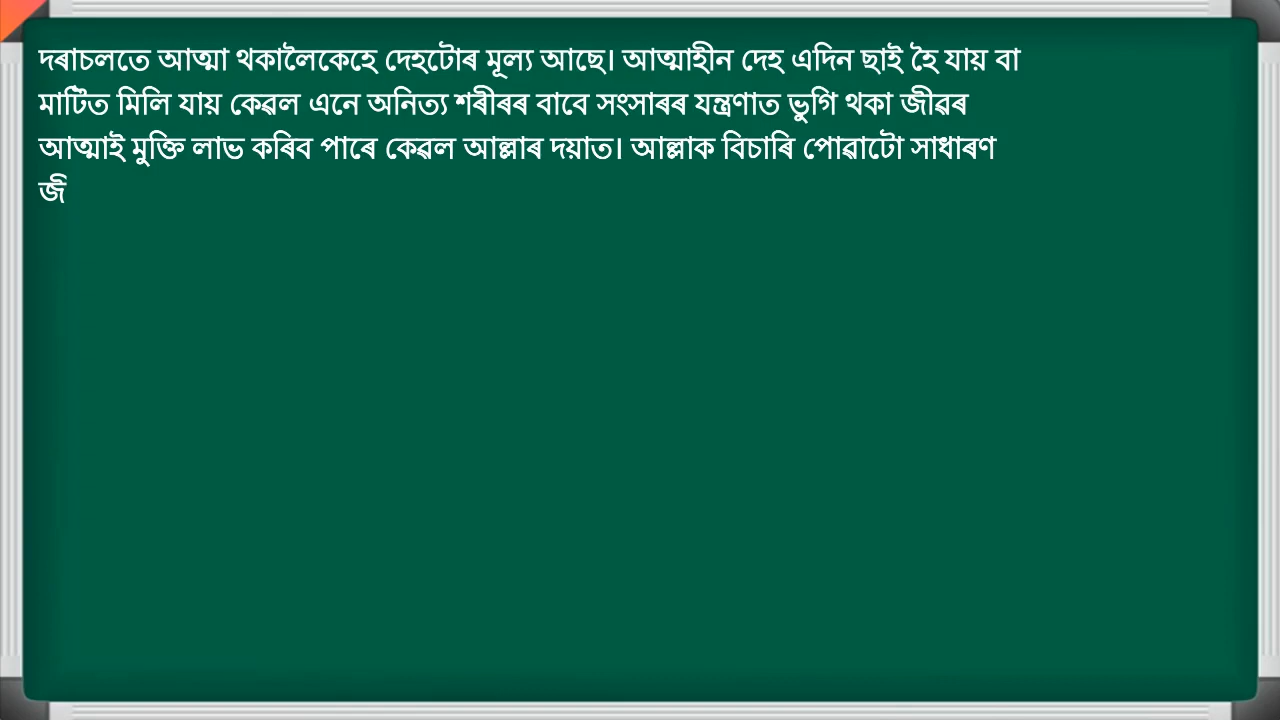 দৰাচলতে আত্মা থকালৈকেহে দেহটোৰ মূল্য আছে। আত্মাহীন দেহ এদিন ছাই হৈ যায় বা
মাটিত মিলি যায় কেৱল এনে অনিত্য শৰীৰৰ বাবে সংসাৰৰ যন্ত্ৰণাত ভুগি থকা জীৱৰ
আত্মাই মুক্তি লাভ কৰিব পাৰে কেৱল আল্লাৰ দয়াত। আল্লাক বিচাৰি পোৱাটো সাধাৰণ
জী